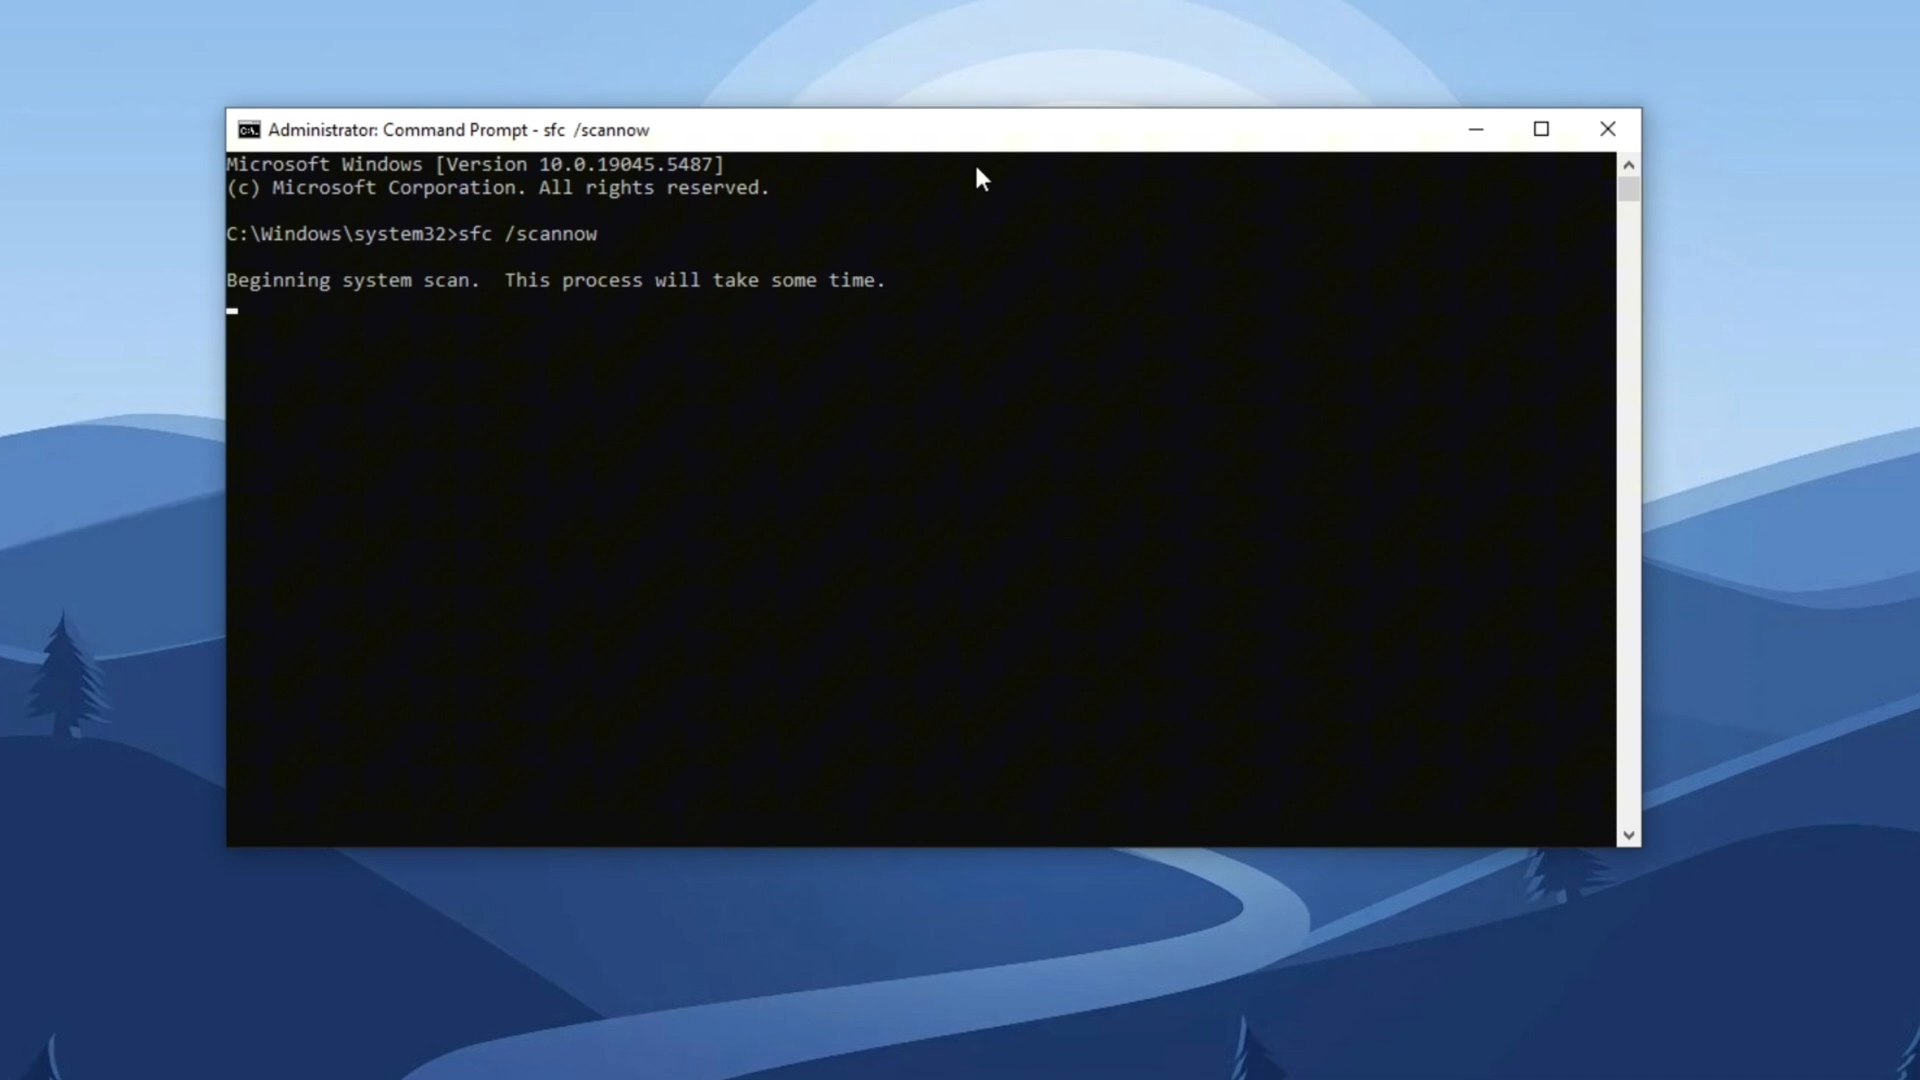 Administrator: Command Prompt - sfc  /scannow
Microsoft Windows [Version 10.0.19045.5487]
(c) Microsoft Corporation. All rights reserved.
C:\Windows\system32>sfc /scannow
Beginning system scan.  This process will take some time.